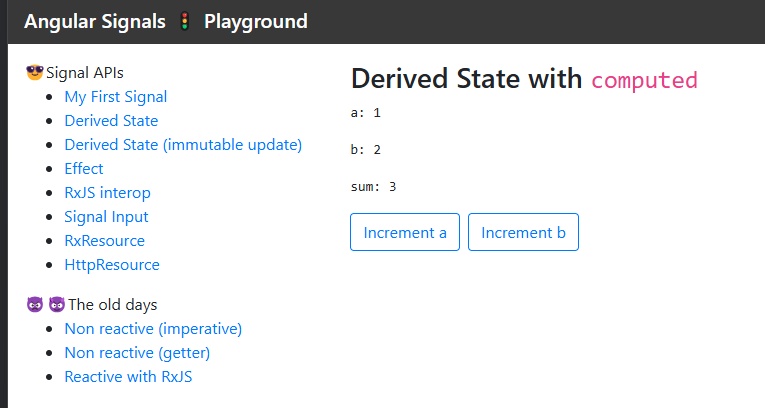 Angular Signals 🚦 Playground
😎Signal APIs
My First Signal
Derived State
Derived State (immutable update)
Effect
RxJS interop
Signal Input
RxResource
HttpResource
👿 👿The old days
Non reactive (imperative)
Non reactive (getter)
Reactive with RxJS
Derived State with computed
a: 1
b: 2
sum: 3
Increment a
Increment b